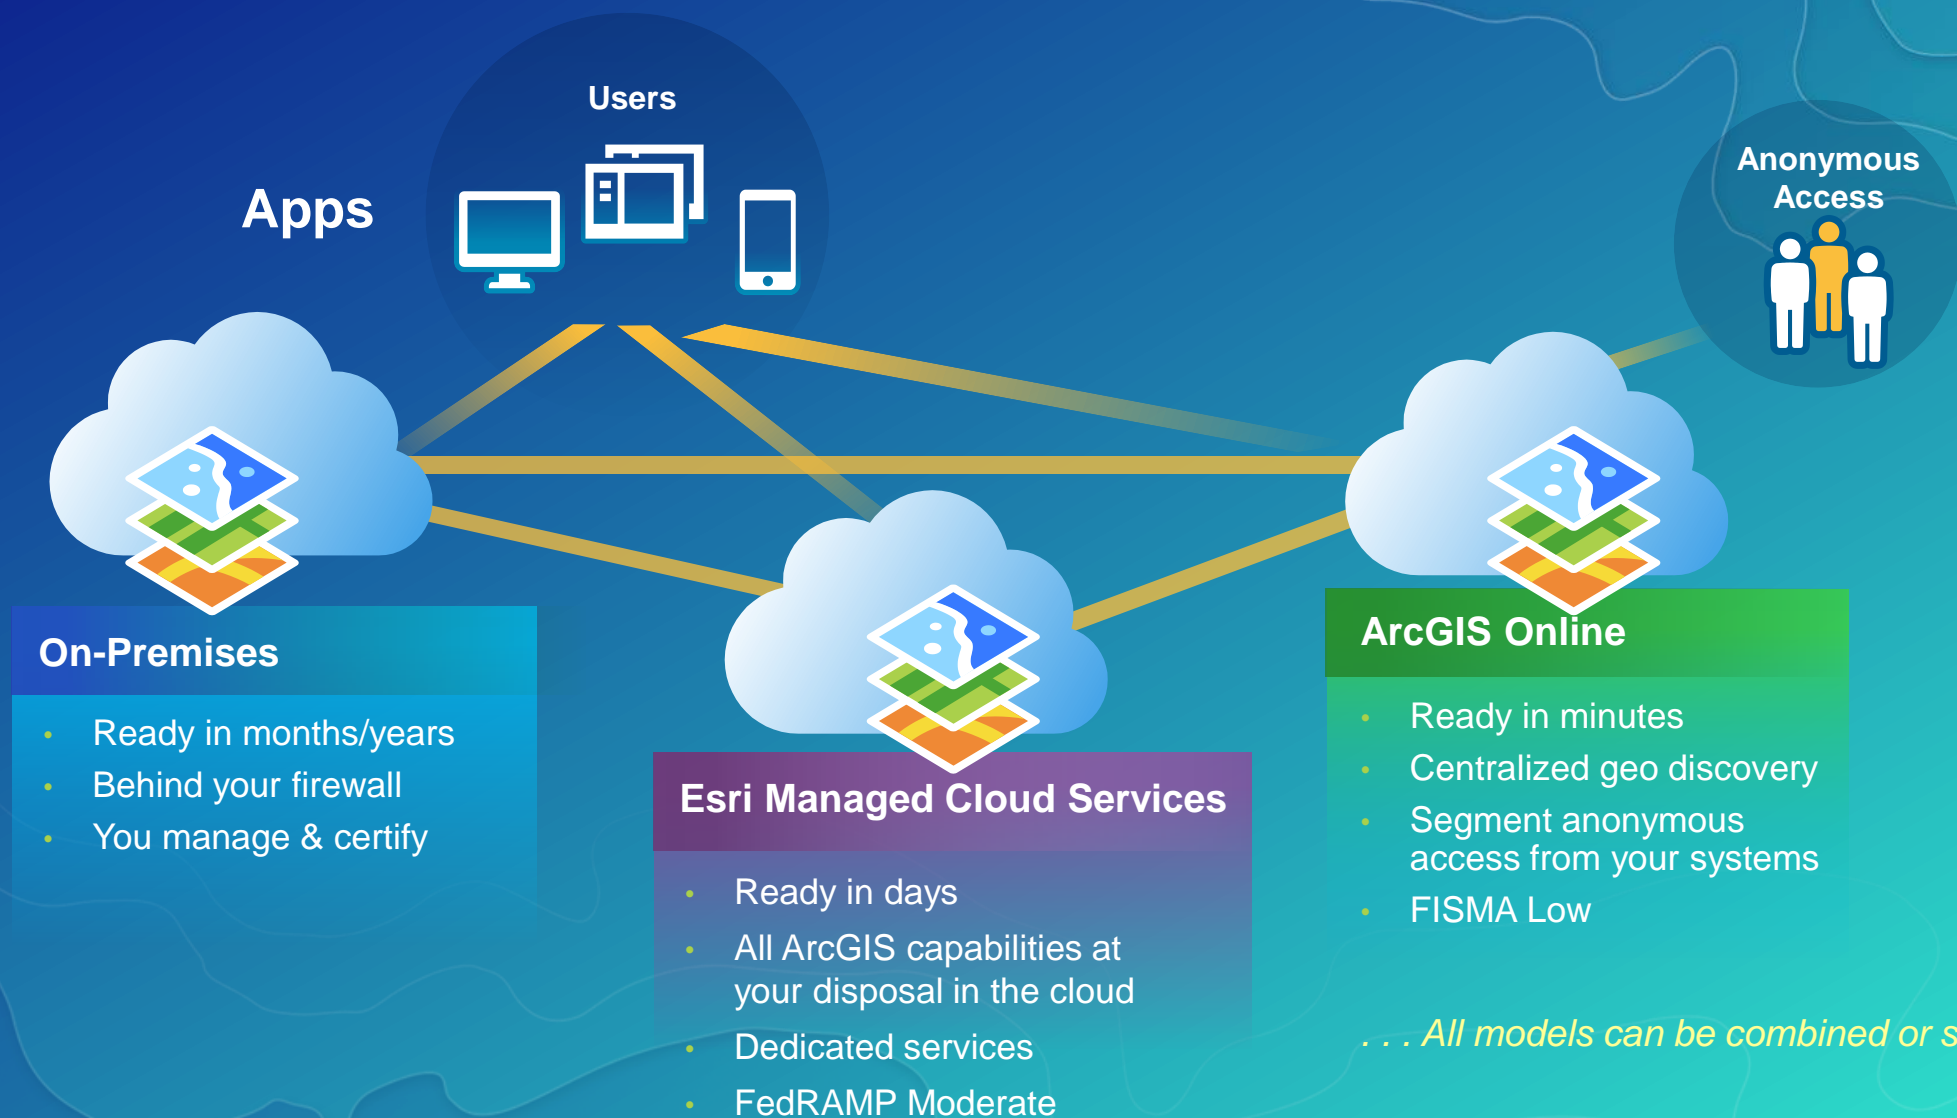 Users
Apps
Anonymous
Access
On-Premises
• Ready in months/years
• Behind your firewall
• You manage & certify
Esri Managed Cloud Services
• Ready in days
• All ArcGIS capabilities at
your disposal in the cloud
• Dedicated services
• FedRAMP Moderate
ArcGIS Online
• Ready in minutes
• Centralized geo discovery
• Segment anonymous
access from your systems
• FISMA Low
. . . All models can be combined or